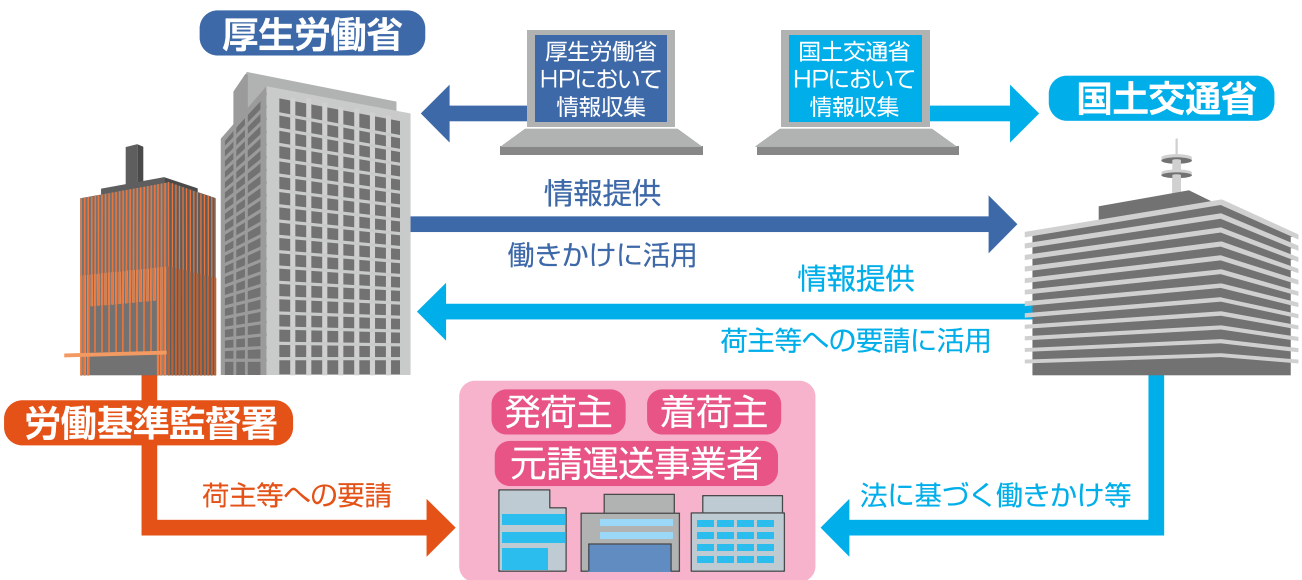 厚生労働省
厚生労働省
HPにおいて
情報収集
国土交通省
HPにおいて
情報収集
国土交通省
情報提供
働きかけに活用
情報提供
荷主等への要請に活用
労働基準監督署
発荷主
着荷主
元請運送事業者
荷主等への要請
法に基づく働きかけ等